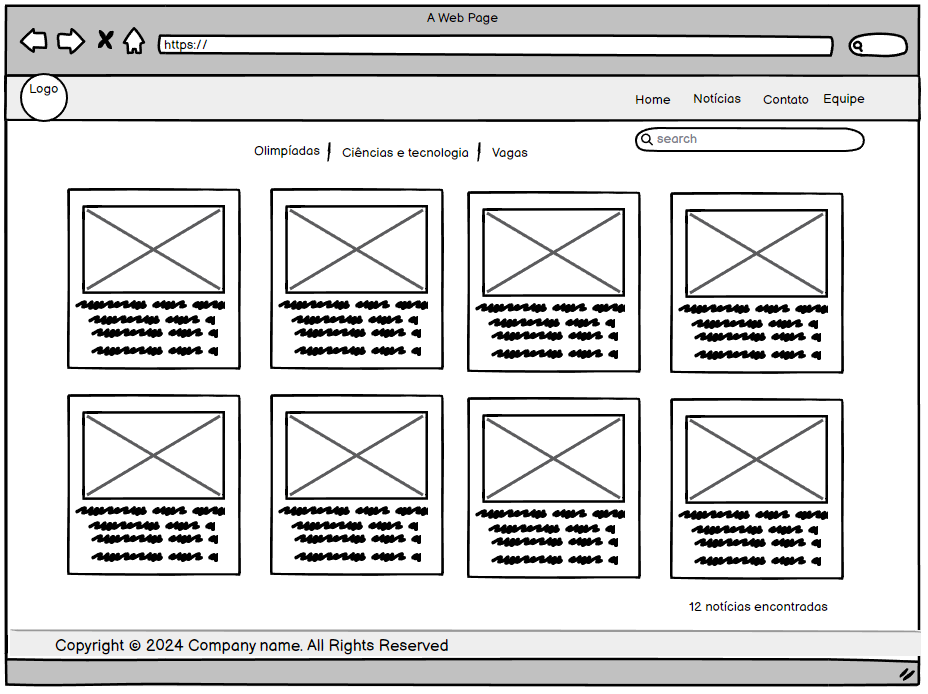 A Web Page
https://
Logo
Home Notícias Contato Equipe
search
Olimpíadas Ciências e tecnologia Vagas
12 notícias encontradas
Copyright © 2024 Company name. All Rights Reserved